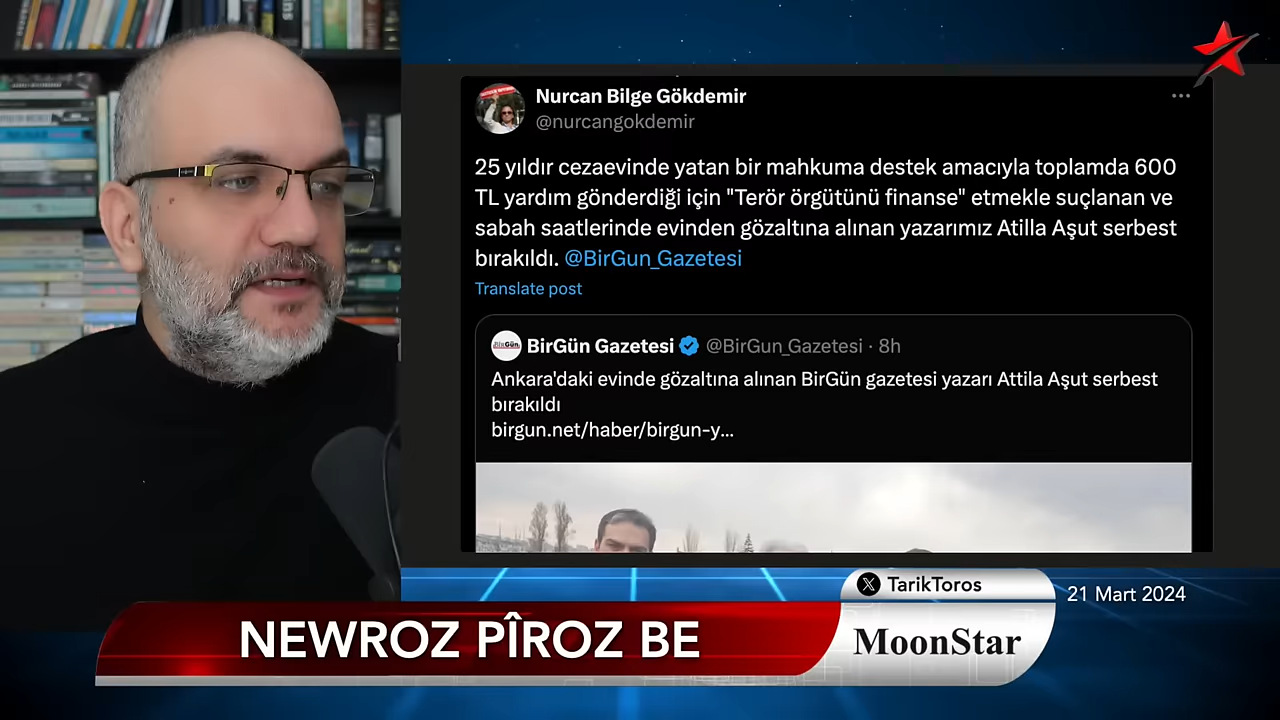 Nurcan Bilge Gökdemir
@nurcangokdemir
25 yıldır cezaevinde yatan bir mahkuma destek amacıyla toplamda 600
TL yardım gönderdiği için "Terör örgütünü finanse" etmekle suçlanan ve
sabah saatlerinde evinden gözaltına alınan yazarımız Atilla Aşut serbest
bırakıldı. @BirGun_Gazetesi
Translate post
BirGün
BirGün Gazetesi @BirGun_Gazetesi · 8h
Ankara'daki evinde gözaltına alınan BirGün gazetesi yazarı Attila Aşut serbest
bırakıldı
birgun.net/haber/birgun-y...
TarikToros
21 Mart 2024
NEWROZ PÎROZ BE
MoonStar